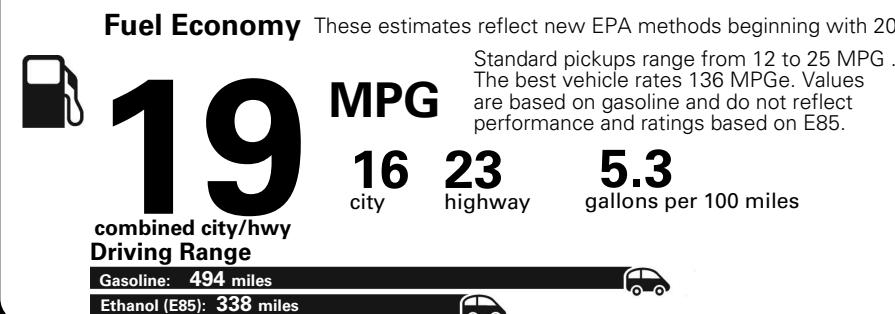 Fuel Economy These estimates reflect new EPA methods beginning with 20
Standard pickups range from 12 to 25 MPG .
The best vehicle rates 136 MPGe. Values
are based on gasoline and do not reflect
performance and ratings based on E85.
19 MPG
16 city
23 highway
5.3 gallons per 100 miles
combined city/hwy
Driving Range
Gasoline: 494 miles
Ethanol (E85): 338 miles